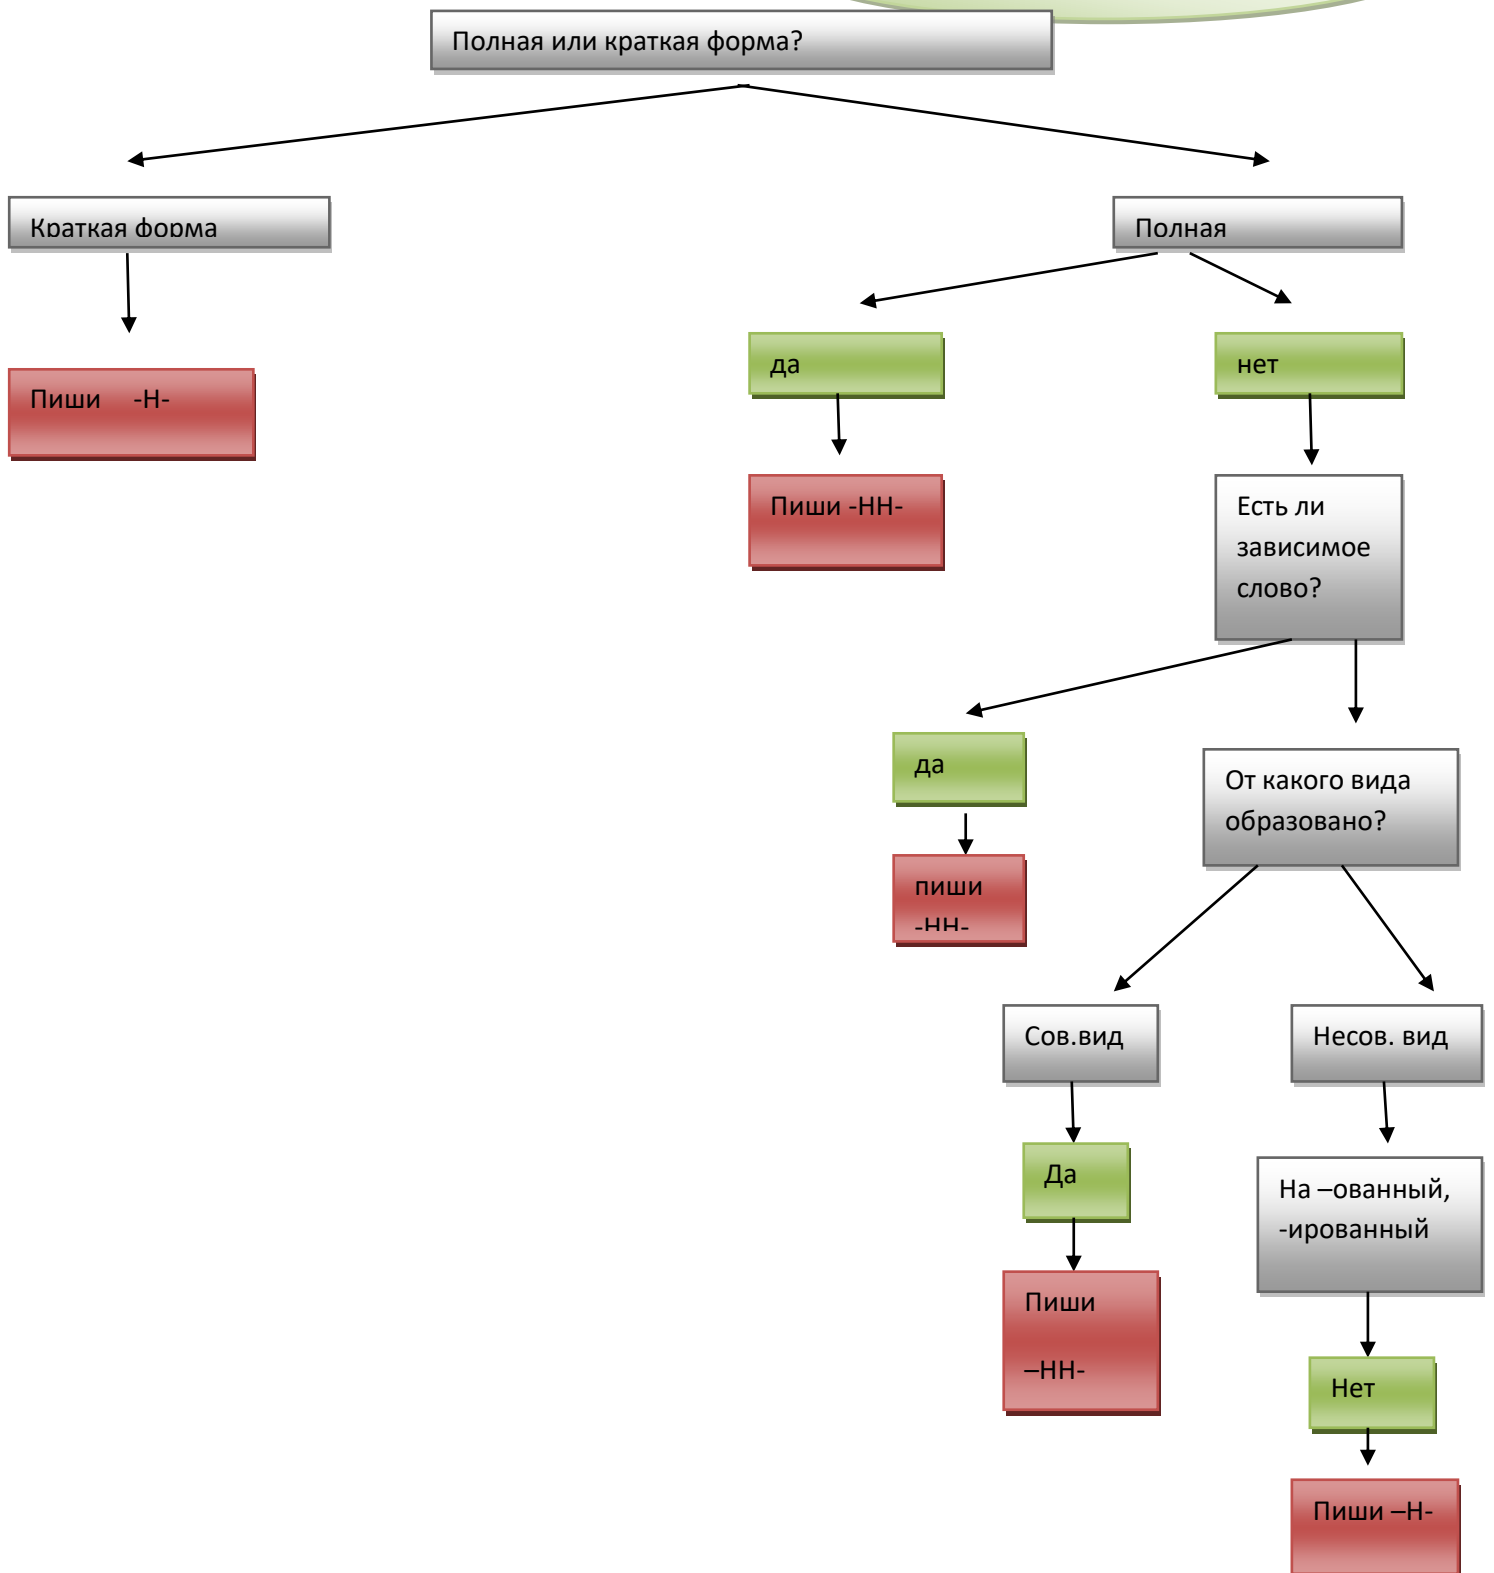 Полная или краткая форма?
Краткая форма
Полная
да
нет
Пиши -Н-
Пиши -НН-
Есть ли
зависимое
слово?
да
От какого вида
образовано?
пиши
-НН-
Сов.вид
Несов. вид
Да
На –ованный,
-ированный
Пиши
–НН-
Нет
Пиши –Н-